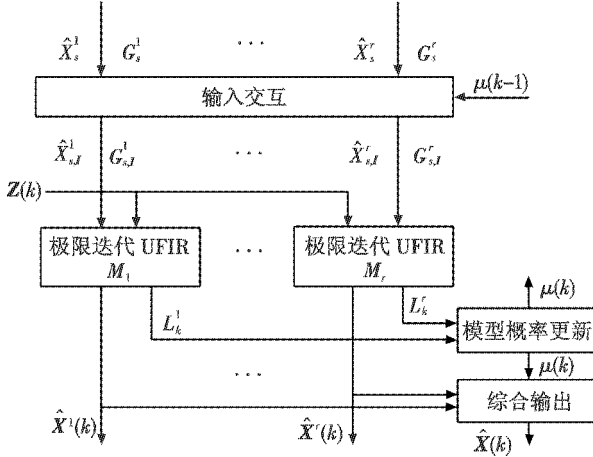 X̂_s^1 G_s^1 ··· X̂_s^r G_s^r
输入交互
μ(k-1)
X̂_{s,I}^1 G_{s,I}^1 ··· X̂_{s,I}^r G_{s,I}^r
Z(k)
极限迭代 UFIR
M_1
···
极限迭代 UFIR
M_r
μ(k)
L_k^1
L_k^r
模型概率更新
μ(k)
···
综合输出
X̂^1(k)
X̂^r(k)
X̂(k)